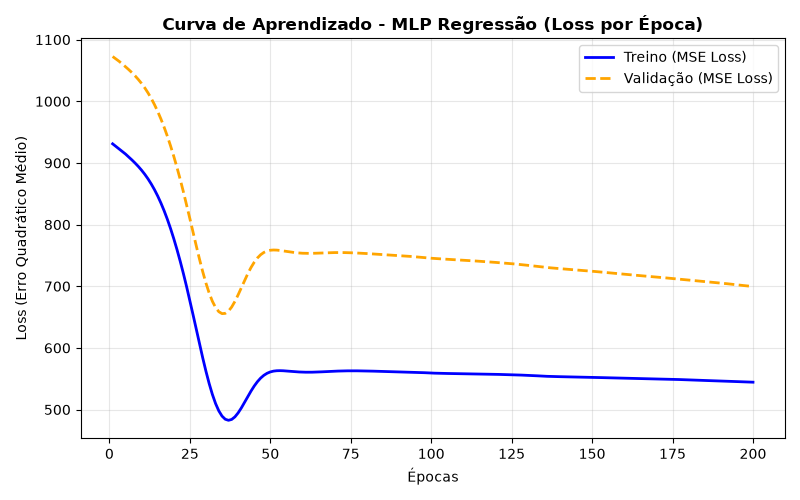 Curva de Aprendizado - MLP Regressão (Loss por Época)
Treino (MSE Loss)
Validação (MSE Loss)
Loss (Erro Quadrático Médio)
1100
1000
900
800
700
600
500
0 25 50 75 100 125 150 175 200
Épocas